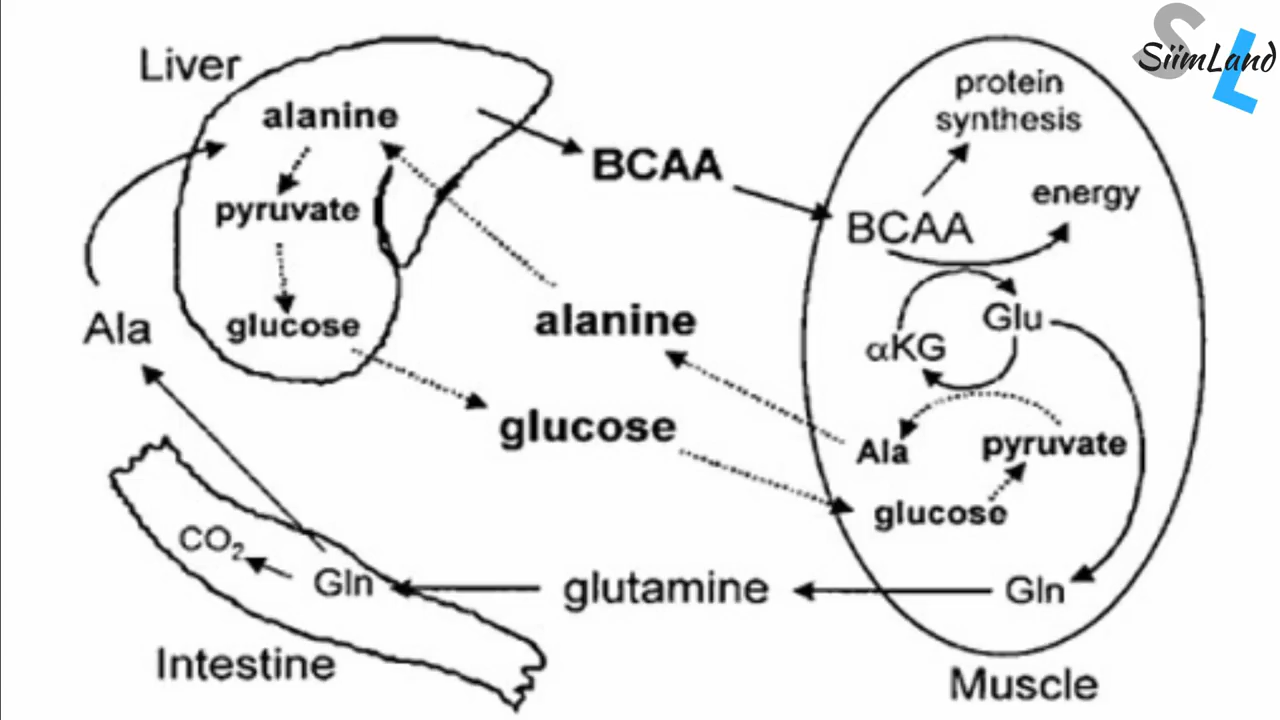 S
SiimLand
L
Liver
alanine
pyruvate
glucose
Ala
BCAA
alanine
glucose
protein
synthesis
energy
BCAA
Glu
αKG
Ala
pyruvate
glucose
CO₂
Gln
glutamine
Gln
Intestine
Muscle